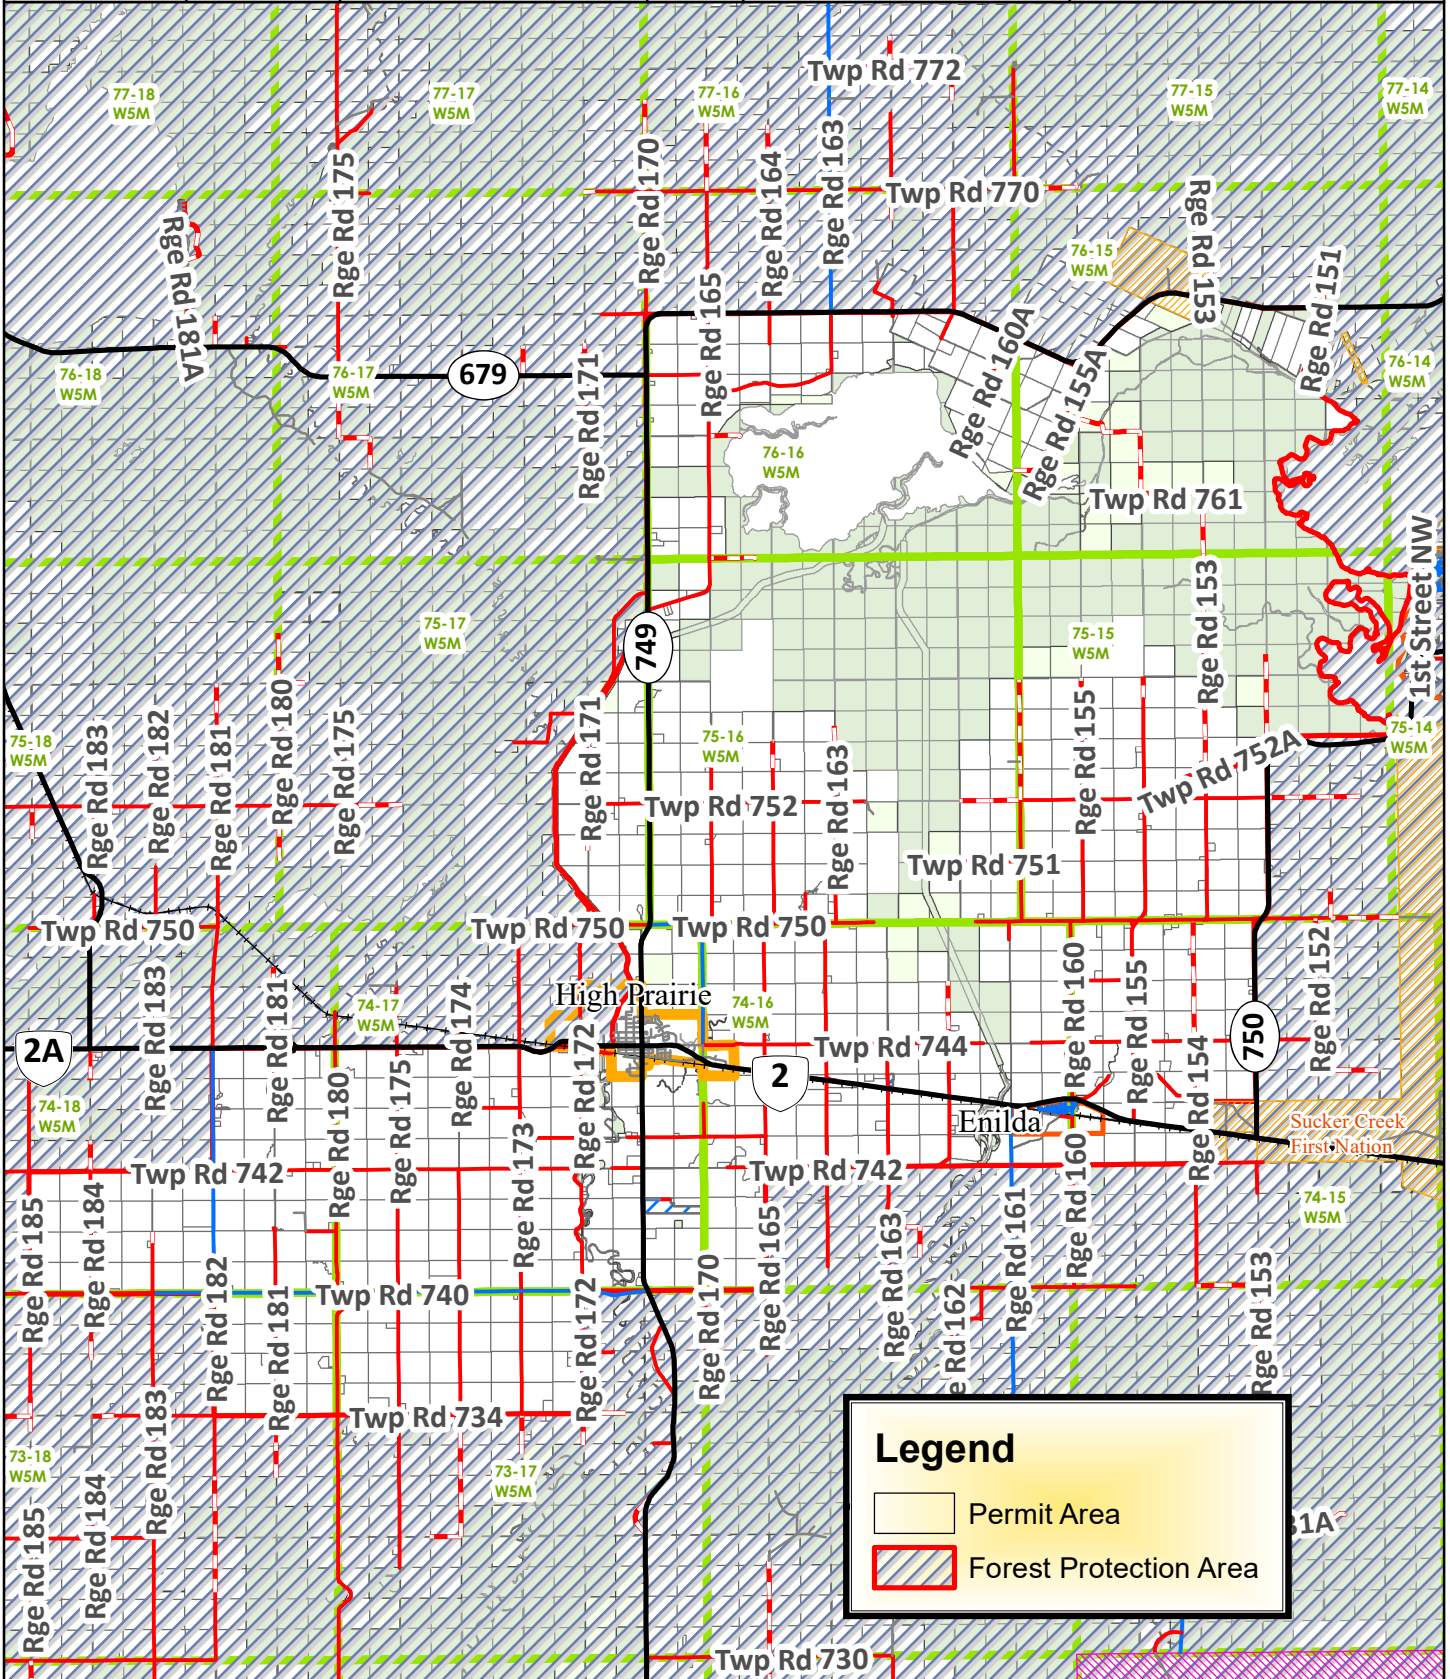 Twp Rd 772
77-18
W5M
77-17
W5M
77-16
W5M
77-15
W5M
77-14
W5M
Rge Rd 175
Rge Rd 170
Rge Rd 164
Rge Rd 163
Twp Rd 770
Rge Rd 181A
Rge Rd 165
76-15
W5M
Rge Rd 153
Rge Rd 151
76-18
W5M
76-17
W5M
679
Rge Rd 171
Rge Rd 160A
Rge Rd 155A
76-14
W5M
76-16
W5M
Twp Rd 761
1st Street NW
75-17
W5M
749
75-15
W5M
Rge Rd 153
75-18
W5M
Rge Rd 183
Rge Rd 182
Rge Rd 181
Rge Rd 180
Rge Rd 175
Rge Rd 171
75-16
W5M
Rge Rd 163
Rge Rd 155
Twp Rd 752A
75-14
W5M
Twp Rd 752
Twp Rd 751
Twp Rd 750
Twp Rd 750
Twp Rd 750
Rge Rd 183
Rge Rd 181
74-17
W5M
Rge Rd 174
High Prairie
74-16
W5M
Rge Rd 160
Rge Rd 155
Rge Rd 154
750
Rge Rd 152
2A
Twp Rd 744
2
74-18
W5M
Rge Rd 180
Rge Rd 175
Rge Rd 173
Rge Rd 172
Enilda
Sucker Creek
First Nation
Twp Rd 742
Twp Rd 742
74-15
W5M
Rge Rd 185
Rge Rd 184
Rge Rd 182
Rge Rd 181
Twp Rd 740
Rge Rd 172
Rge Rd 170
Rge Rd 165
Rge Rd 163
Rge Rd 162
Rge Rd 161
Rge Rd 160
Rge Rd 153
Twp Rd 734
73-18
W5M
Rge Rd 183
73-17
W5M
Rge Rd 185
Rge Rd 184
Legend
Permit Area
Forest Protection Area
31A
Twp Rd 730